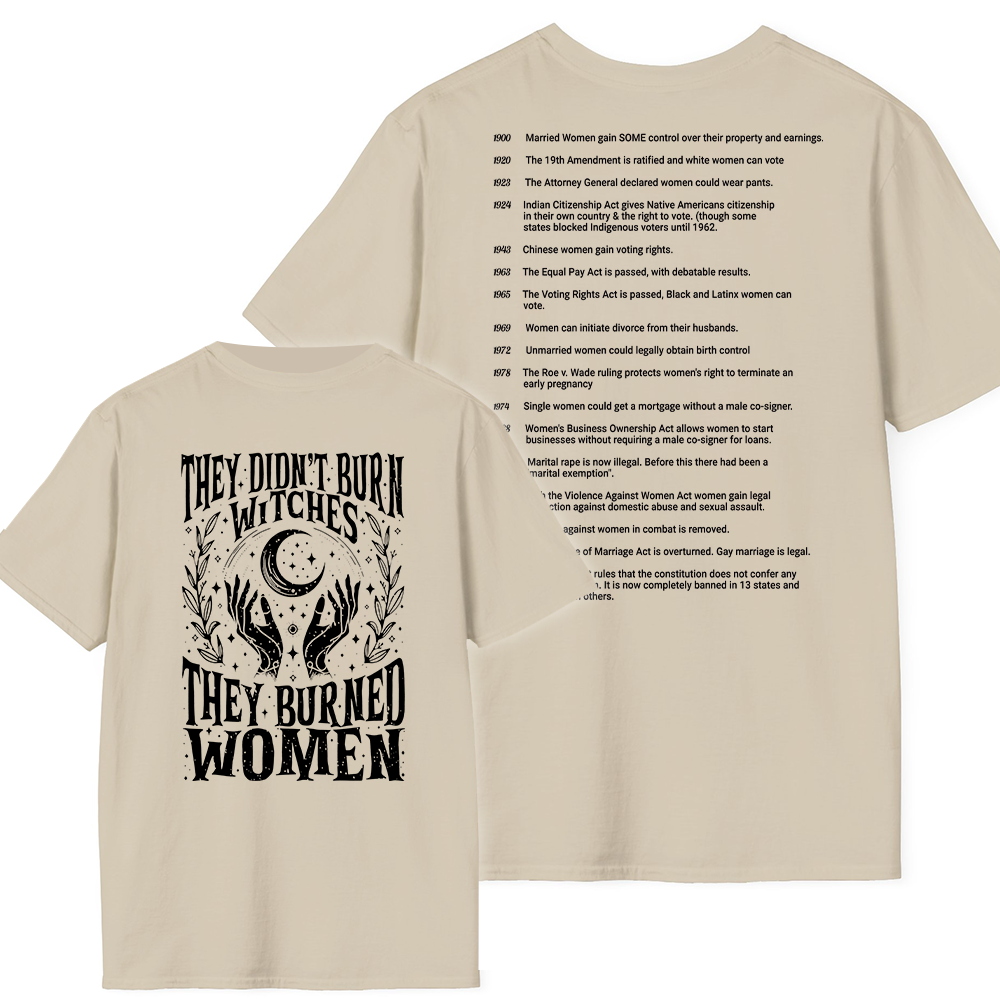 1900 Married Women gain SOME control over their property and earnings.
1920 The 19th Amendment is ratified and white women can vote
1923 The Attorney General declared women could wear pants.
1924 Indian Citizenship Act gives Native Americans citizenship
in their own country & the right to vote. (though some
states blocked Indigenous voters until 1962.
1943 Chinese women gain voting rights.
1963 The Equal Pay Act is passed, with debatable results.
1965 The Voting Rights Act is passed, Black and Latinx women can
vote.
1969 Women can initiate divorce from their husbands.
1972 Unmarried women could legally obtain birth control
1978 The Roe v. Wade ruling protects women's right to terminate an
early pregnancy
1974 Single women could get a mortgage without a male co-signer.
8 Women's Business Ownership Act allows women to start
businesses without requiring a male co-signer for loans.
Marital rape is now illegal. Before this there had been a
marital exemption".
the Violence Against Women Act women gain legal
against domestic abuse and sexual assault.
against women in combat is removed.
of Marriage Act is overturned. Gay marriage is legal.
rules that the constitution does not confer any
It is now completely banned in 13 states and
others.
THEY DIDN'T BURN
WITCHES
THEY BURNED
WOMEN